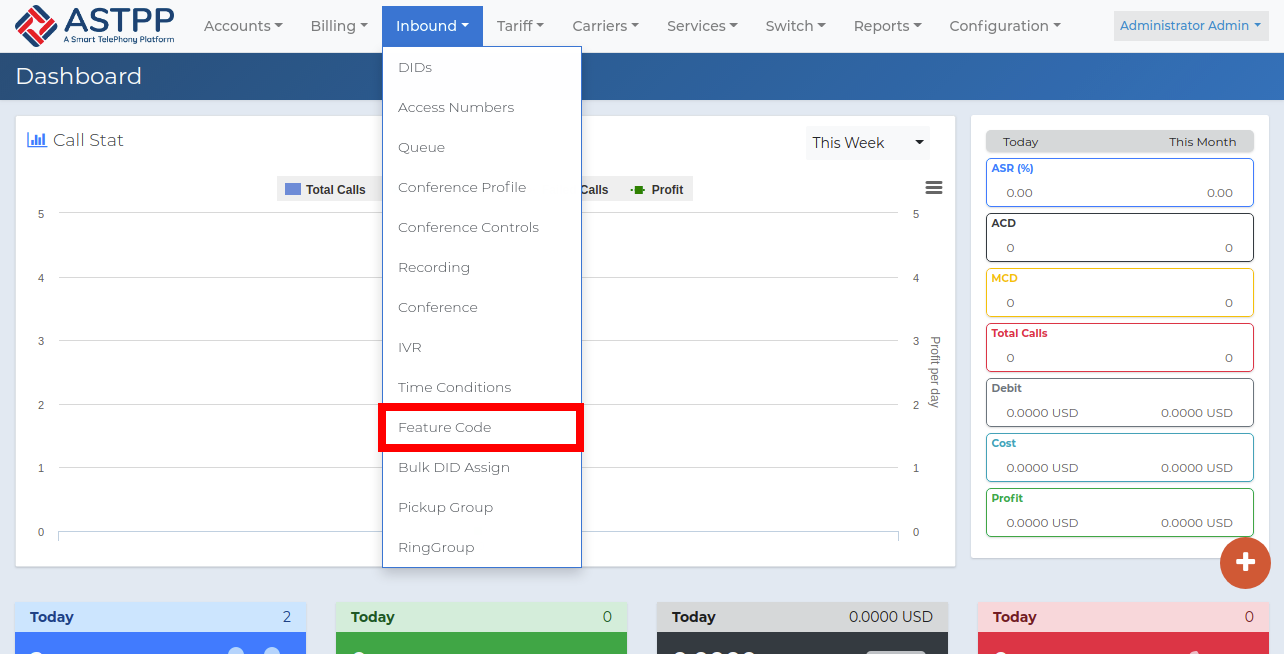 ASTPP
A Smart TelePhony Platform
Accounts
Billing
Inbound
Tariff
Carriers
Services
Switch
Reports
Configuration
Administrator Admin
Dashboard
DIDs
Access Numbers
Queue
Conference Profile
Conference Controls
Recording
Conference
IVR
Time Conditions
Feature Code
Bulk DID Assign
Pickup Group
RingGroup
Call Stat
This Week
Total Calls
Calls
Profit
5
4
3
2
1
0
5
4
3
2
1
0
Profit per day
Today This Month
ASR (%)
0.00 0.00
ACD
0 0
MCD
0 0
Total Calls
0 0
Debit
0.0000 USD 0.0000 USD
Cost
0.0000 USD 0.0000 USD
Profit
0.0000 USD 0.0000 USD
Today 2
Today 0
Today 0.0000 USD
Today 0